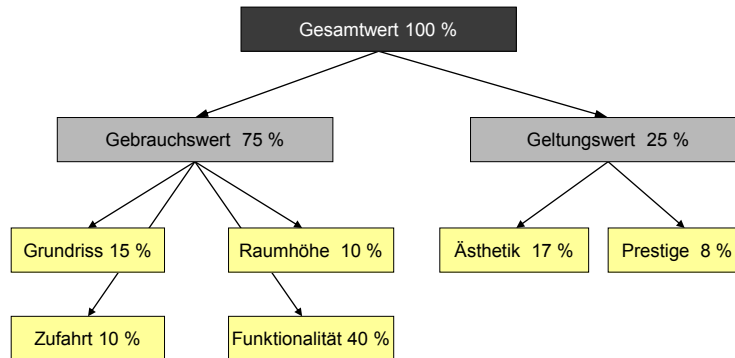 Gesamtwert 100 %
Gebrauchswert 75 %
Geltungswert 25 %
Grundriss 15 %
Raumhöhe 10 %
Ästhetik 17 %
Prestige 8 %
Zufahrt 10 %
Funktionalität 40 %